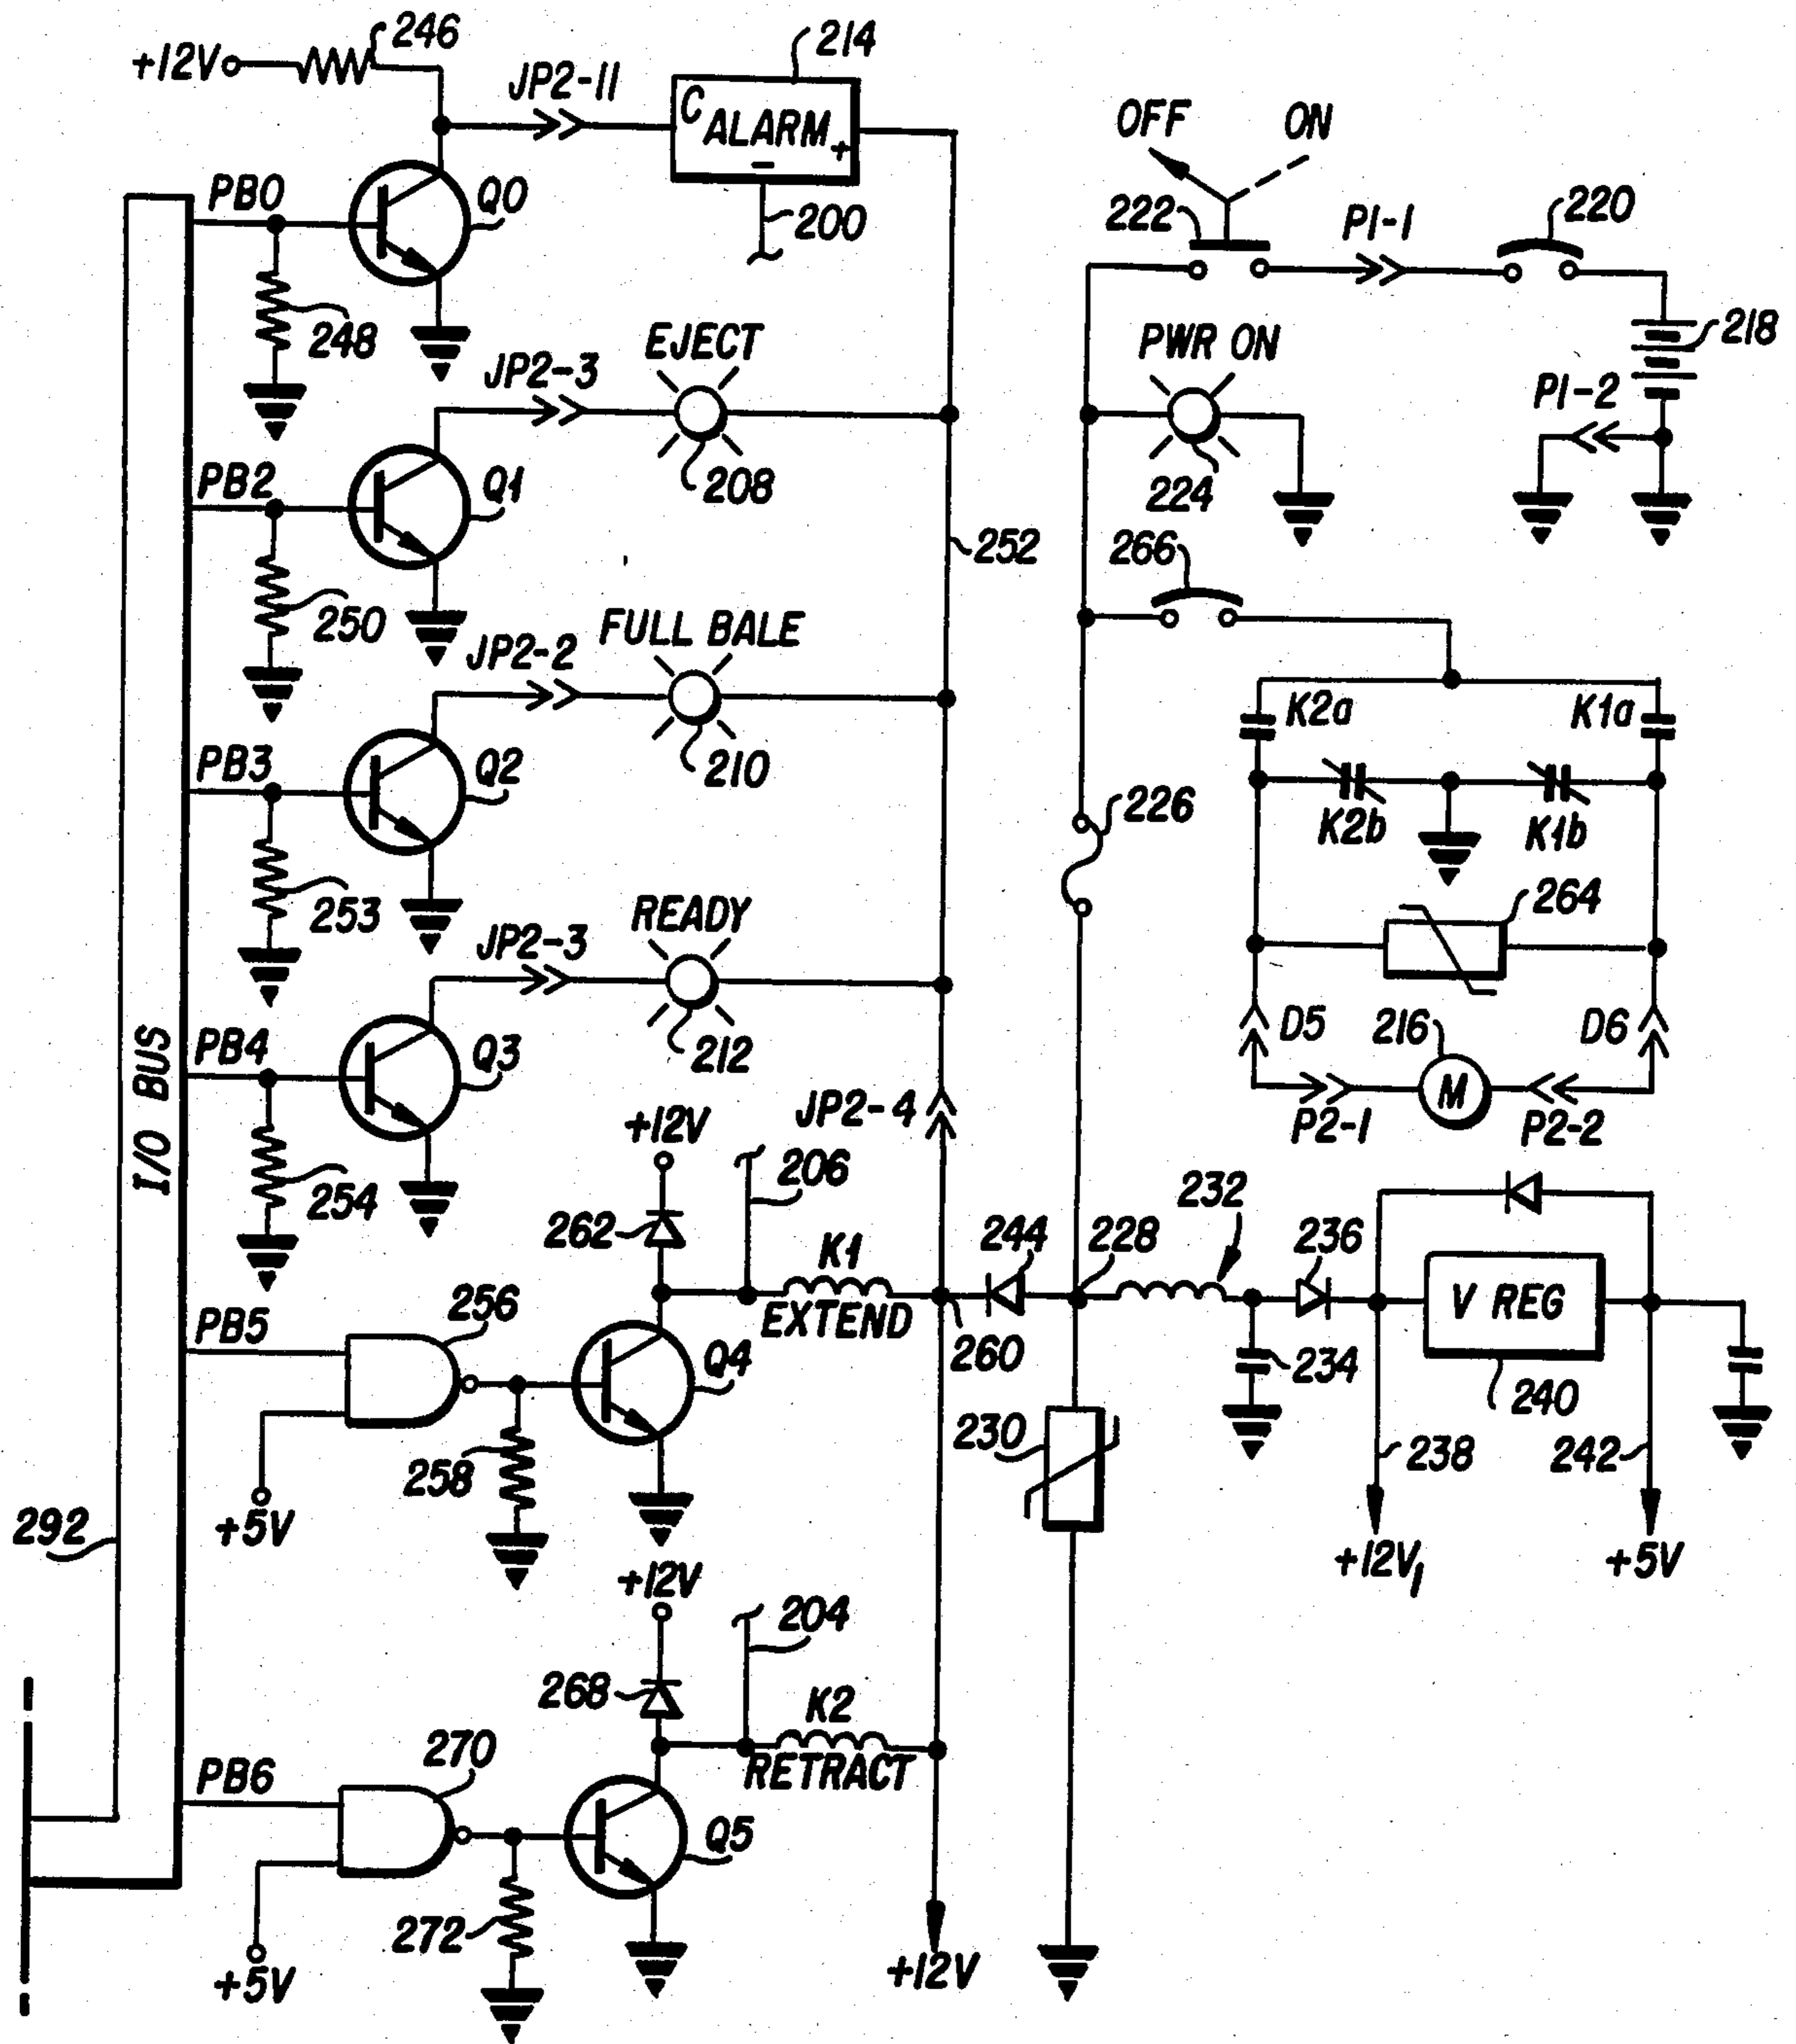 246
+12V
JP2-11
214
C
ALARM
+
-
200
PB0
Q0
248
OFF
ON
222
P1-1
220
218
P1-2
PWR ON
224
EJECT
JP2-3
208
PB2
Q1
250
252
266
FULL BALE
JP2-2
210
PB3
Q2
253
K2a
K1a
K2b
K1b
226
264
READY
JP2-3
212
I/O BUS
PB4
Q3
254
D5
216
D6
M
P2-1
P2-2
JP2-4
+12V
206
262
K1
EXTEND
244
228
232
236
V REG
240
260
PB5
256
Q4
258
+5V
234
230
238
242
+12V1
+5V
292
+12V
204
268
K2
RETRACT
PB6
270
Q5
272
+5V
+12V